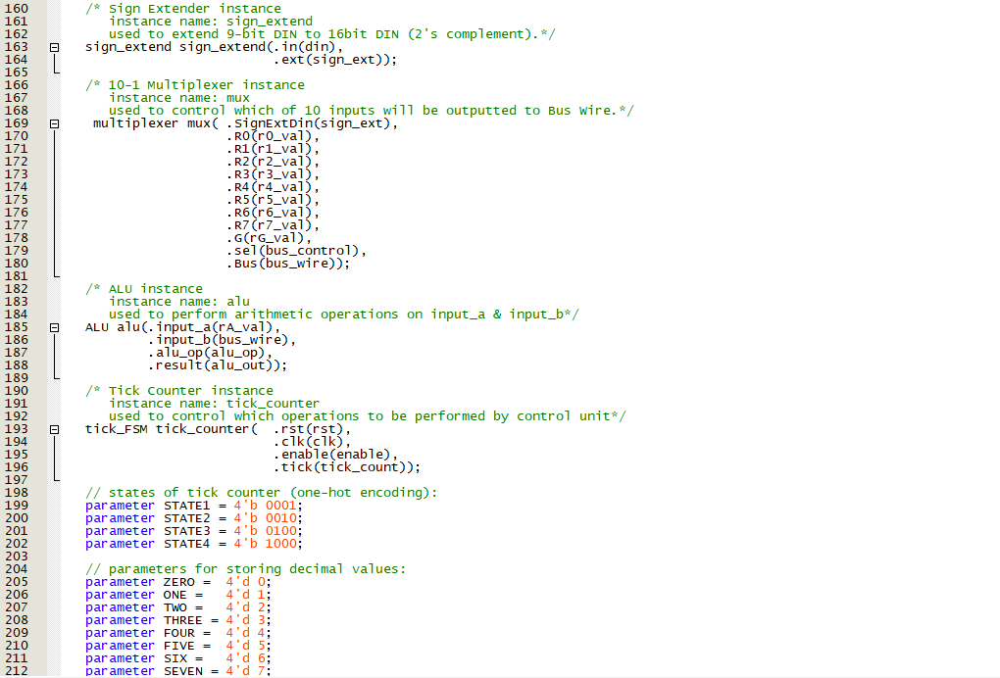 160 /* Sign Extender instance
161 instance name: sign_extend
162 used to extend 9-bit DIN to 16bit DIN (2's complement).*/
163 sign_extend sign_extend(.in(din),
164 .ext(sign_ext));
165
166 /* 10-1 Multiplexer instance
167 instance name: mux
168 used to control which of 10 inputs will be outputted to Bus Wire.*/
169 multiplexer mux( .SignExtDin(sign_ext),
170 .R0(r0_val),
171 .R1(r1_val),
172 .R2(r2_val),
173 .R3(r3_val),
174 .R4(r4_val),
175 .R5(r5_val),
176 .R6(r6_val),
177 .R7(r7_val),
178 .G(rG_val),
179 .sel(bus_control),
180 .Bus(bus_wire));
181
182 /* ALU instance
183 instance name: alu
184 used to perform arithmetic operations on input_a & input_b*/
185 ALU alu(.input_a(rA_val),
186 .input_b(bus_wire),
187 .alu_op(alu_op),
188 .result(alu_out));
189
190 /* Tick Counter instance
191 instance name: tick_counter
192 used to control which operations to be performed by control unit*/
193 tick_FSM tick_counter( .rst(rst),
194 .clk(clk),
195 .enable(enable),
196 .tick(tick_count));
197
198 // states of tick counter (one-hot encoding):
199 parameter STATE1 = 4'b 0001;
200 parameter STATE2 = 4'b 0010;
201 parameter STATE3 = 4'b 0100;
202 parameter STATE4 = 4'b 1000;
203
204 // parameters for storing decimal values:
205 parameter ZERO = 4'd 0;
206 parameter ONE = 4'd 1;
207 parameter TWO = 4'd 2;
208 parameter THREE = 4'd 3;
209 parameter FOUR = 4'd 4;
210 parameter FIVE = 4'd 5;
211 parameter SIX = 4'd 6;
212 parameter SEVEN = 4'd 7;